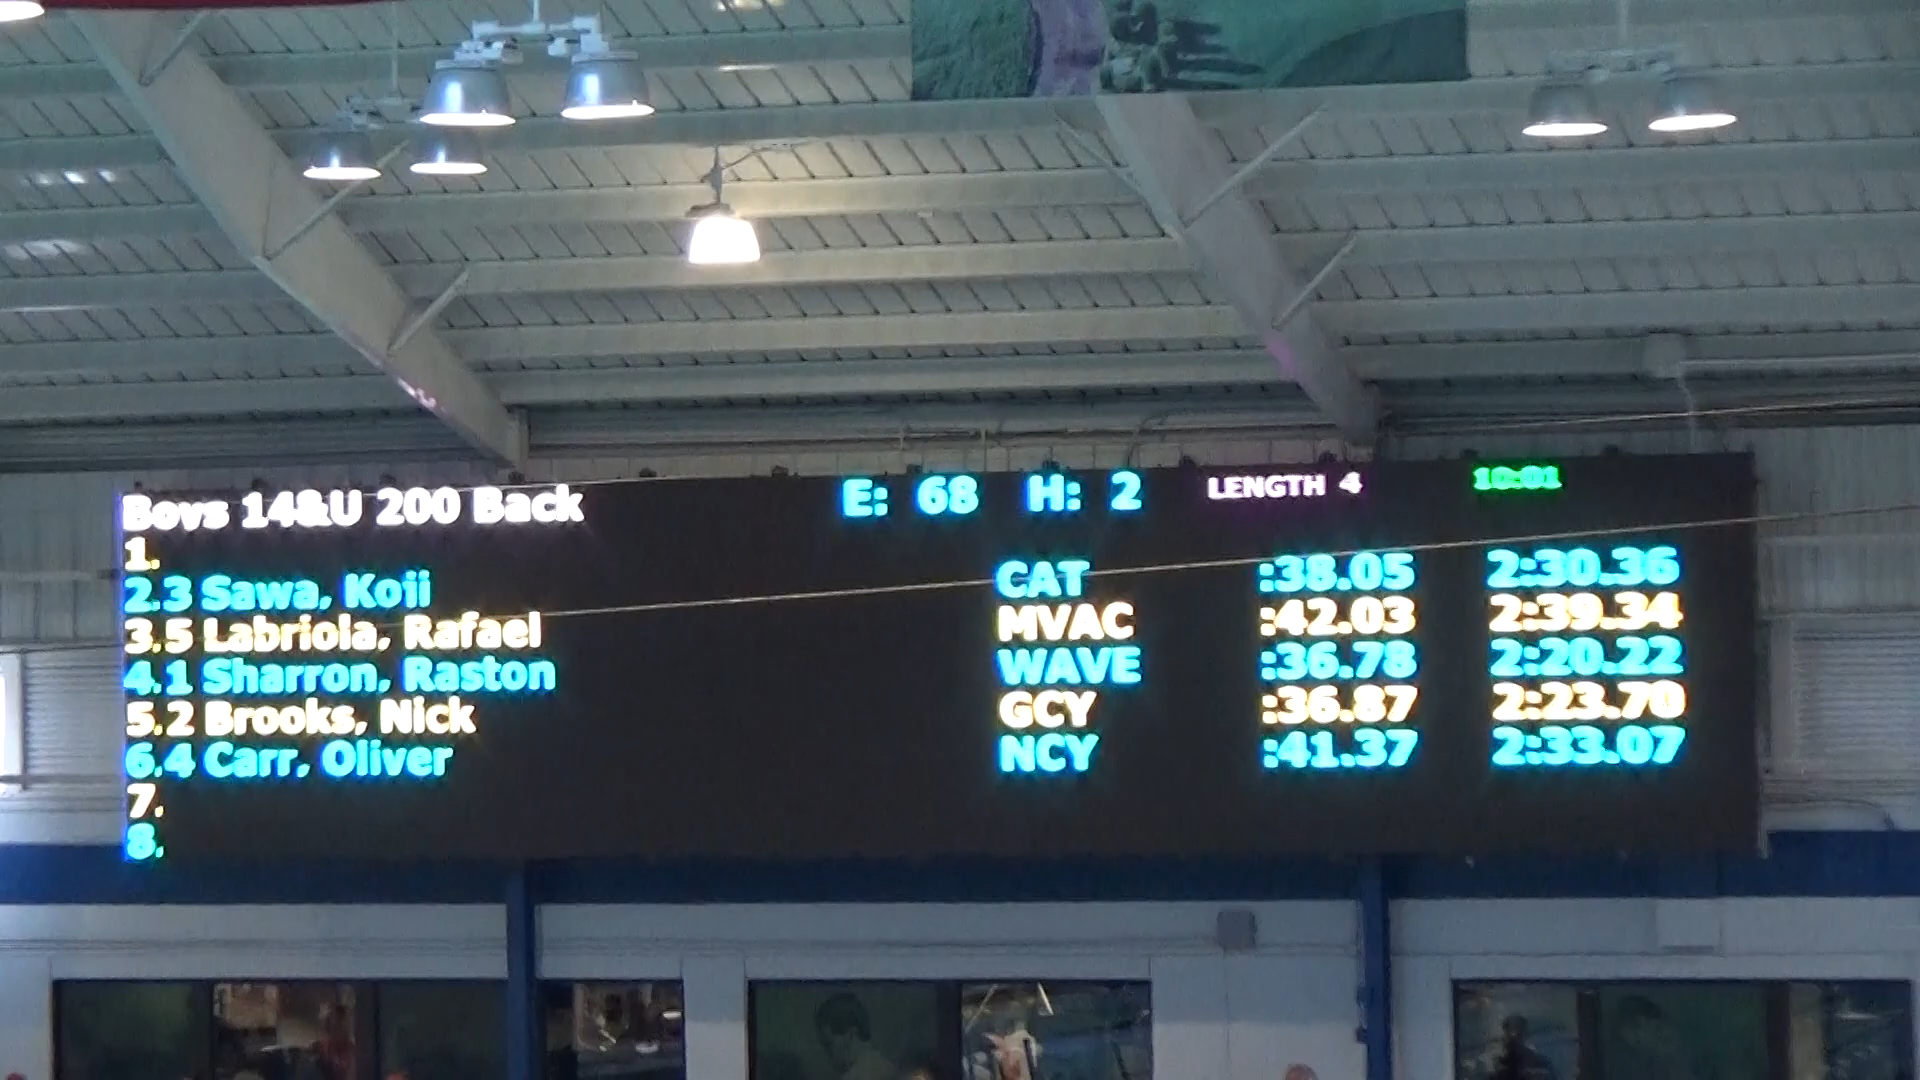 Boys 14&U 200 Back E: 68 H: 2 LENGTH 4 10:01
1.
2.3 Sawa, Koji CAT :38.05 2:30.36
3.5 Labriola, Rafael MVAC :42.03 2:39.34
4.1 Sharron, Raston WAVE :36.78 2:20.22
5.2 Brooks, Nick GCY :36.87 2:23.70
6.4 Carr, Oliver NCY :41.37 2:33.07
7.
8.